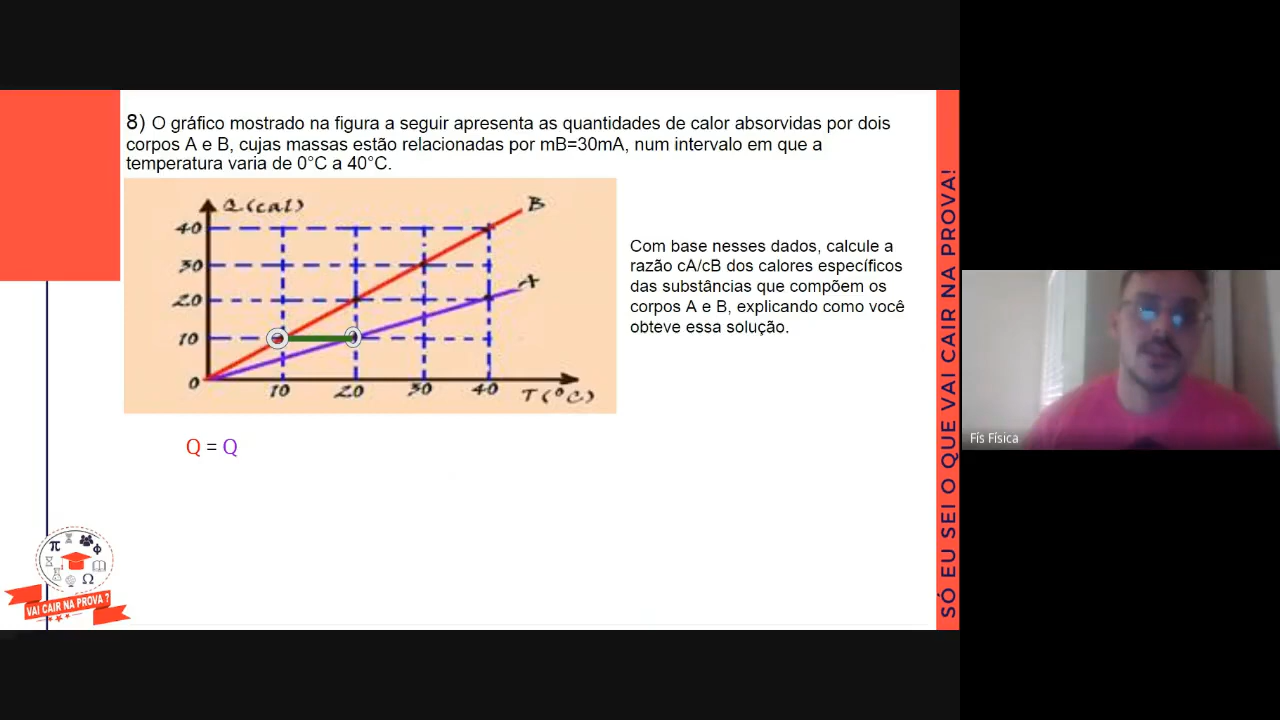 8) O gráfico mostrado na figura a seguir apresenta as quantidades de calor absorvidas por dois
corpos A e B, cujas massas estão relacionadas por mB=30mA, num intervalo em que a
temperatura varia de 0°C a 40°C.
Q (cal)
B
40
30
A
20
10
0
10 20 30 40 T(°C)
Com base nesses dados, calcule a
razão cA/cB dos calores específicos
das substâncias que compõem os
corpos A e B, explicando como você
obteve essa solução.
Q = Q
π
Φ
Ω
VAI CAIR NA PROVA ?
SÓ EU SEI O QUE VAI CAIR NA PROVA!
Fís Física